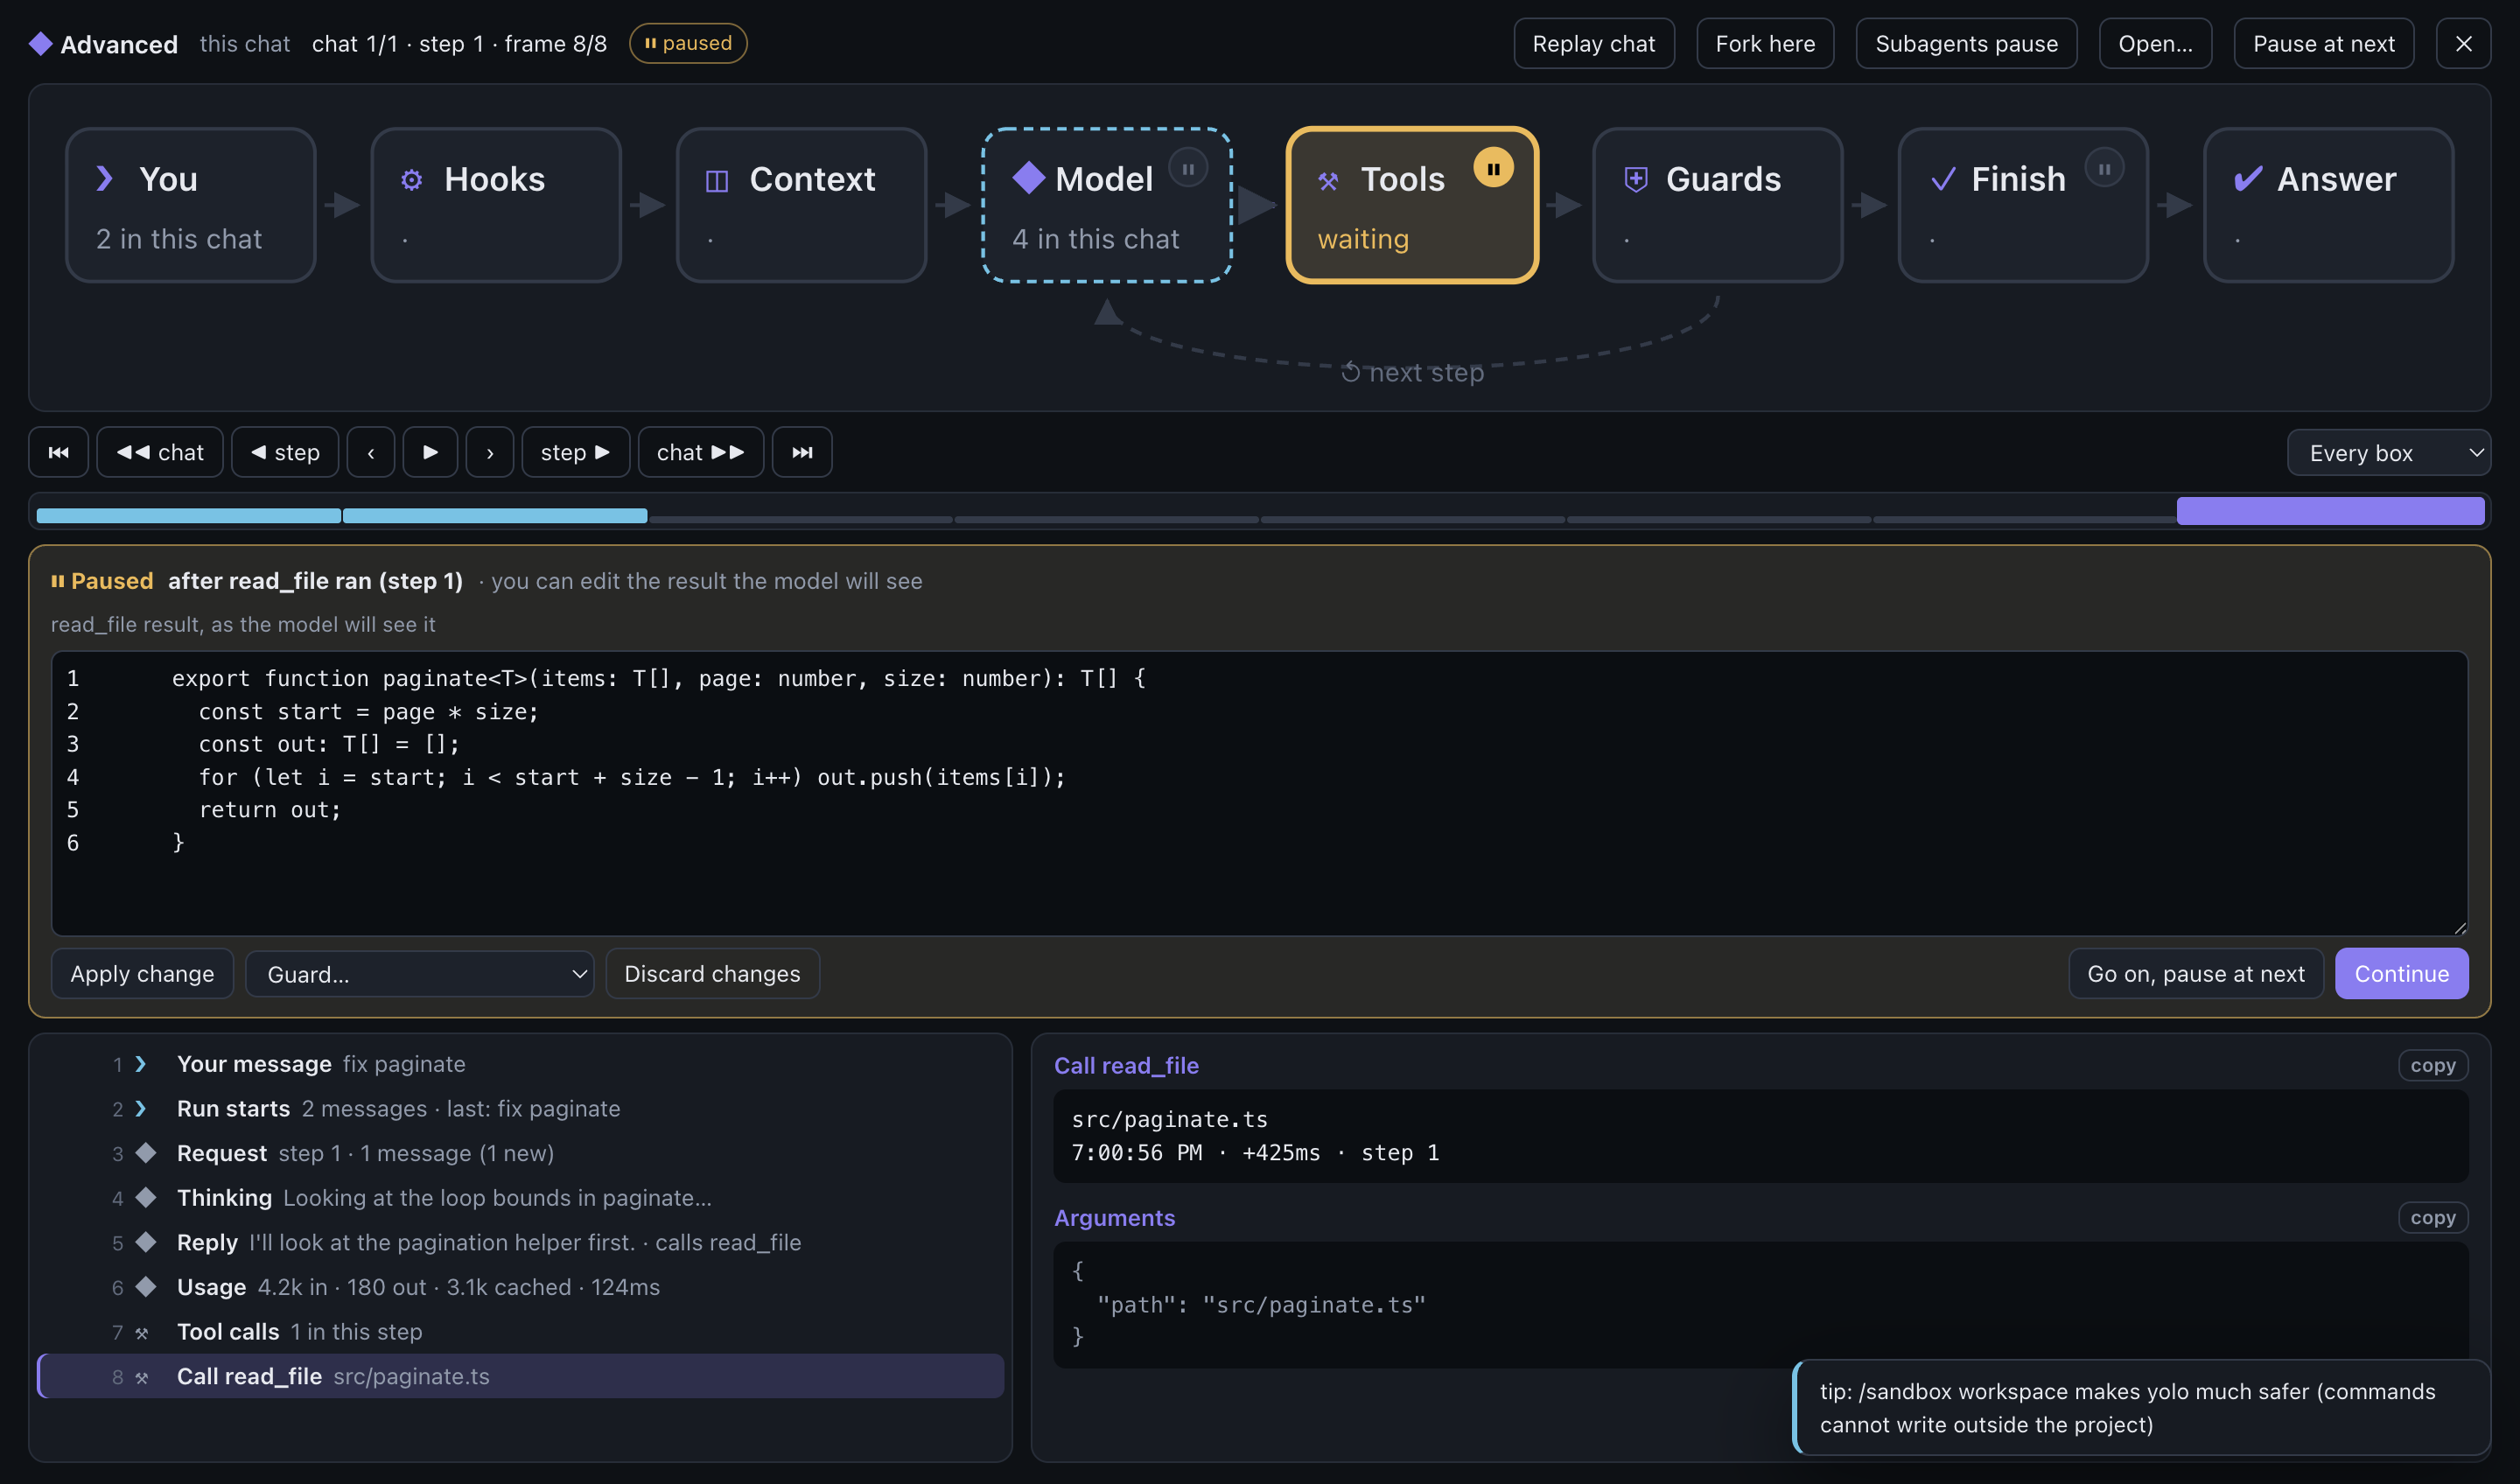 Advanced this chat chat 1/1 · step 1 · frame 8/8 paused Replay chat Fork here Subagents pause Open… Pause at next ×
You Hooks Context Model Tools Guards Finish Answer
2 in this chat · · 4 in this chat waiting · · ·
next step
chat step ‹ › step chat Every box
Paused after read_file ran (step 1) · you can edit the result the model will see
read_file result, as the model will see it
1 export function paginate<T>(items: T[], page: number, size: number): T[] {
2 const start = page * size;
3 const out: T[] = [];
4 for (let i = start; i < start + size − 1; i++) out.push(items[i]);
5 return out;
6 }
Apply change Guard… Discard changes Go on, pause at next Continue
1 Your message fix paginate
2 Run starts 2 messages · last: fix paginate
3 Request step 1 · 1 message (1 new)
4 Thinking Looking at the loop bounds in paginate…
5 Reply I'll look at the pagination helper first. · calls read_file
6 Usage 4.2k in · 180 out · 3.1k cached · 124ms
7 Tool calls 1 in this step
8 Call read_file src/paginate.ts
Call read_file copy
src/paginate.ts
7:00:56 PM · +425ms · step 1
Arguments copy
{
"path": "src/paginate.ts"
}
tip: /sandbox workspace makes yolo much safer (commands
cannot write outside the project)